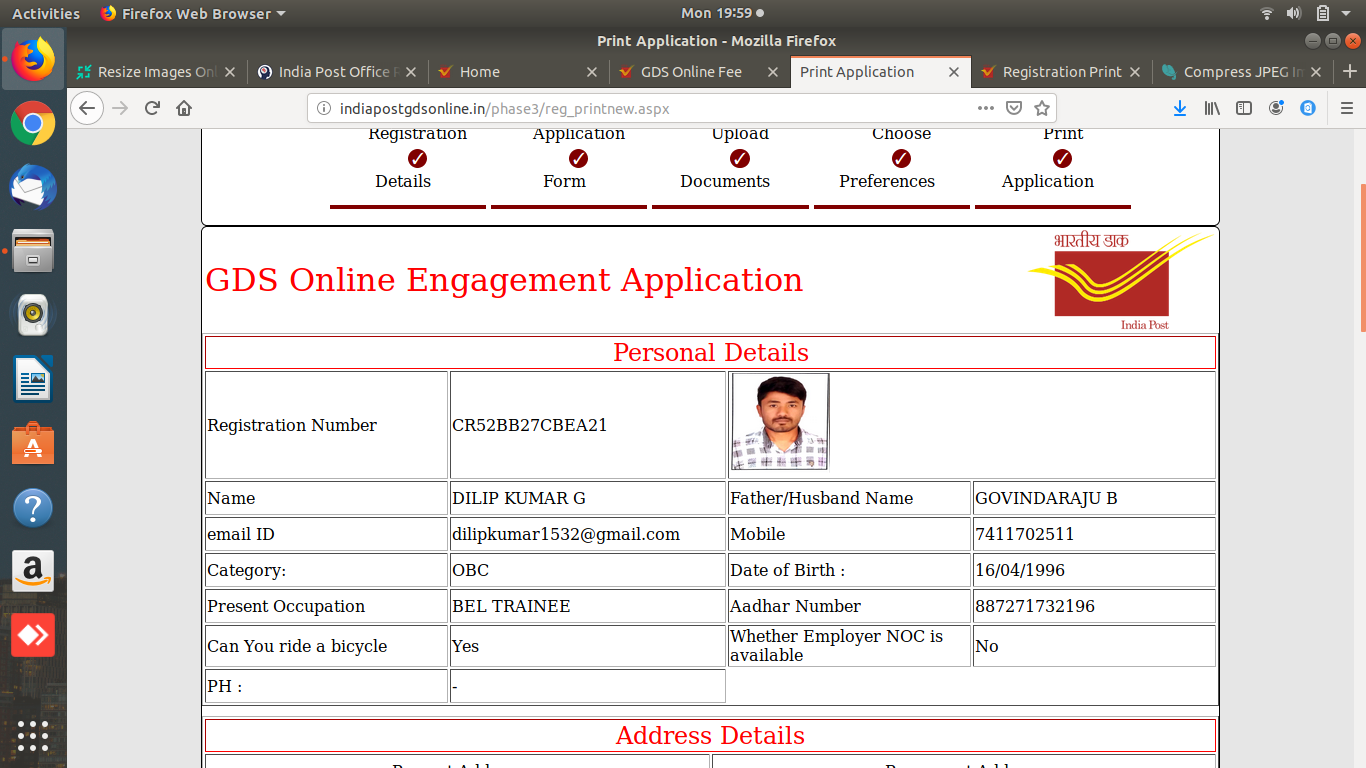 Activities Firefox Web Browser Mon 19:59
Print Application - Mozilla Firefox
Resize Images Onl India Post Office P Home GDS Online Fee Print Application Registration Print Compress JPEG In
indiapostgdsonline.in/phase3/reg_printnew.aspx
Registration Application Upload Choose Print
Details Form Documents Preferences Application
भारतीय डाक
GDS Online Engagement Application
India Post
Personal Details
Registration Number CR52BB27CBEA21
Name DILIP KUMAR G Father/Husband Name GOVINDARAJU B
email ID dilipkumar1532@gmail.com Mobile 7411702511
Category: OBC Date of Birth : 16/04/1996
Present Occupation BEL TRAINEE Aadhar Number 887271732196
Can You ride a bicycle Yes Whether Employer NOC is
available No
PH : -
Address Details